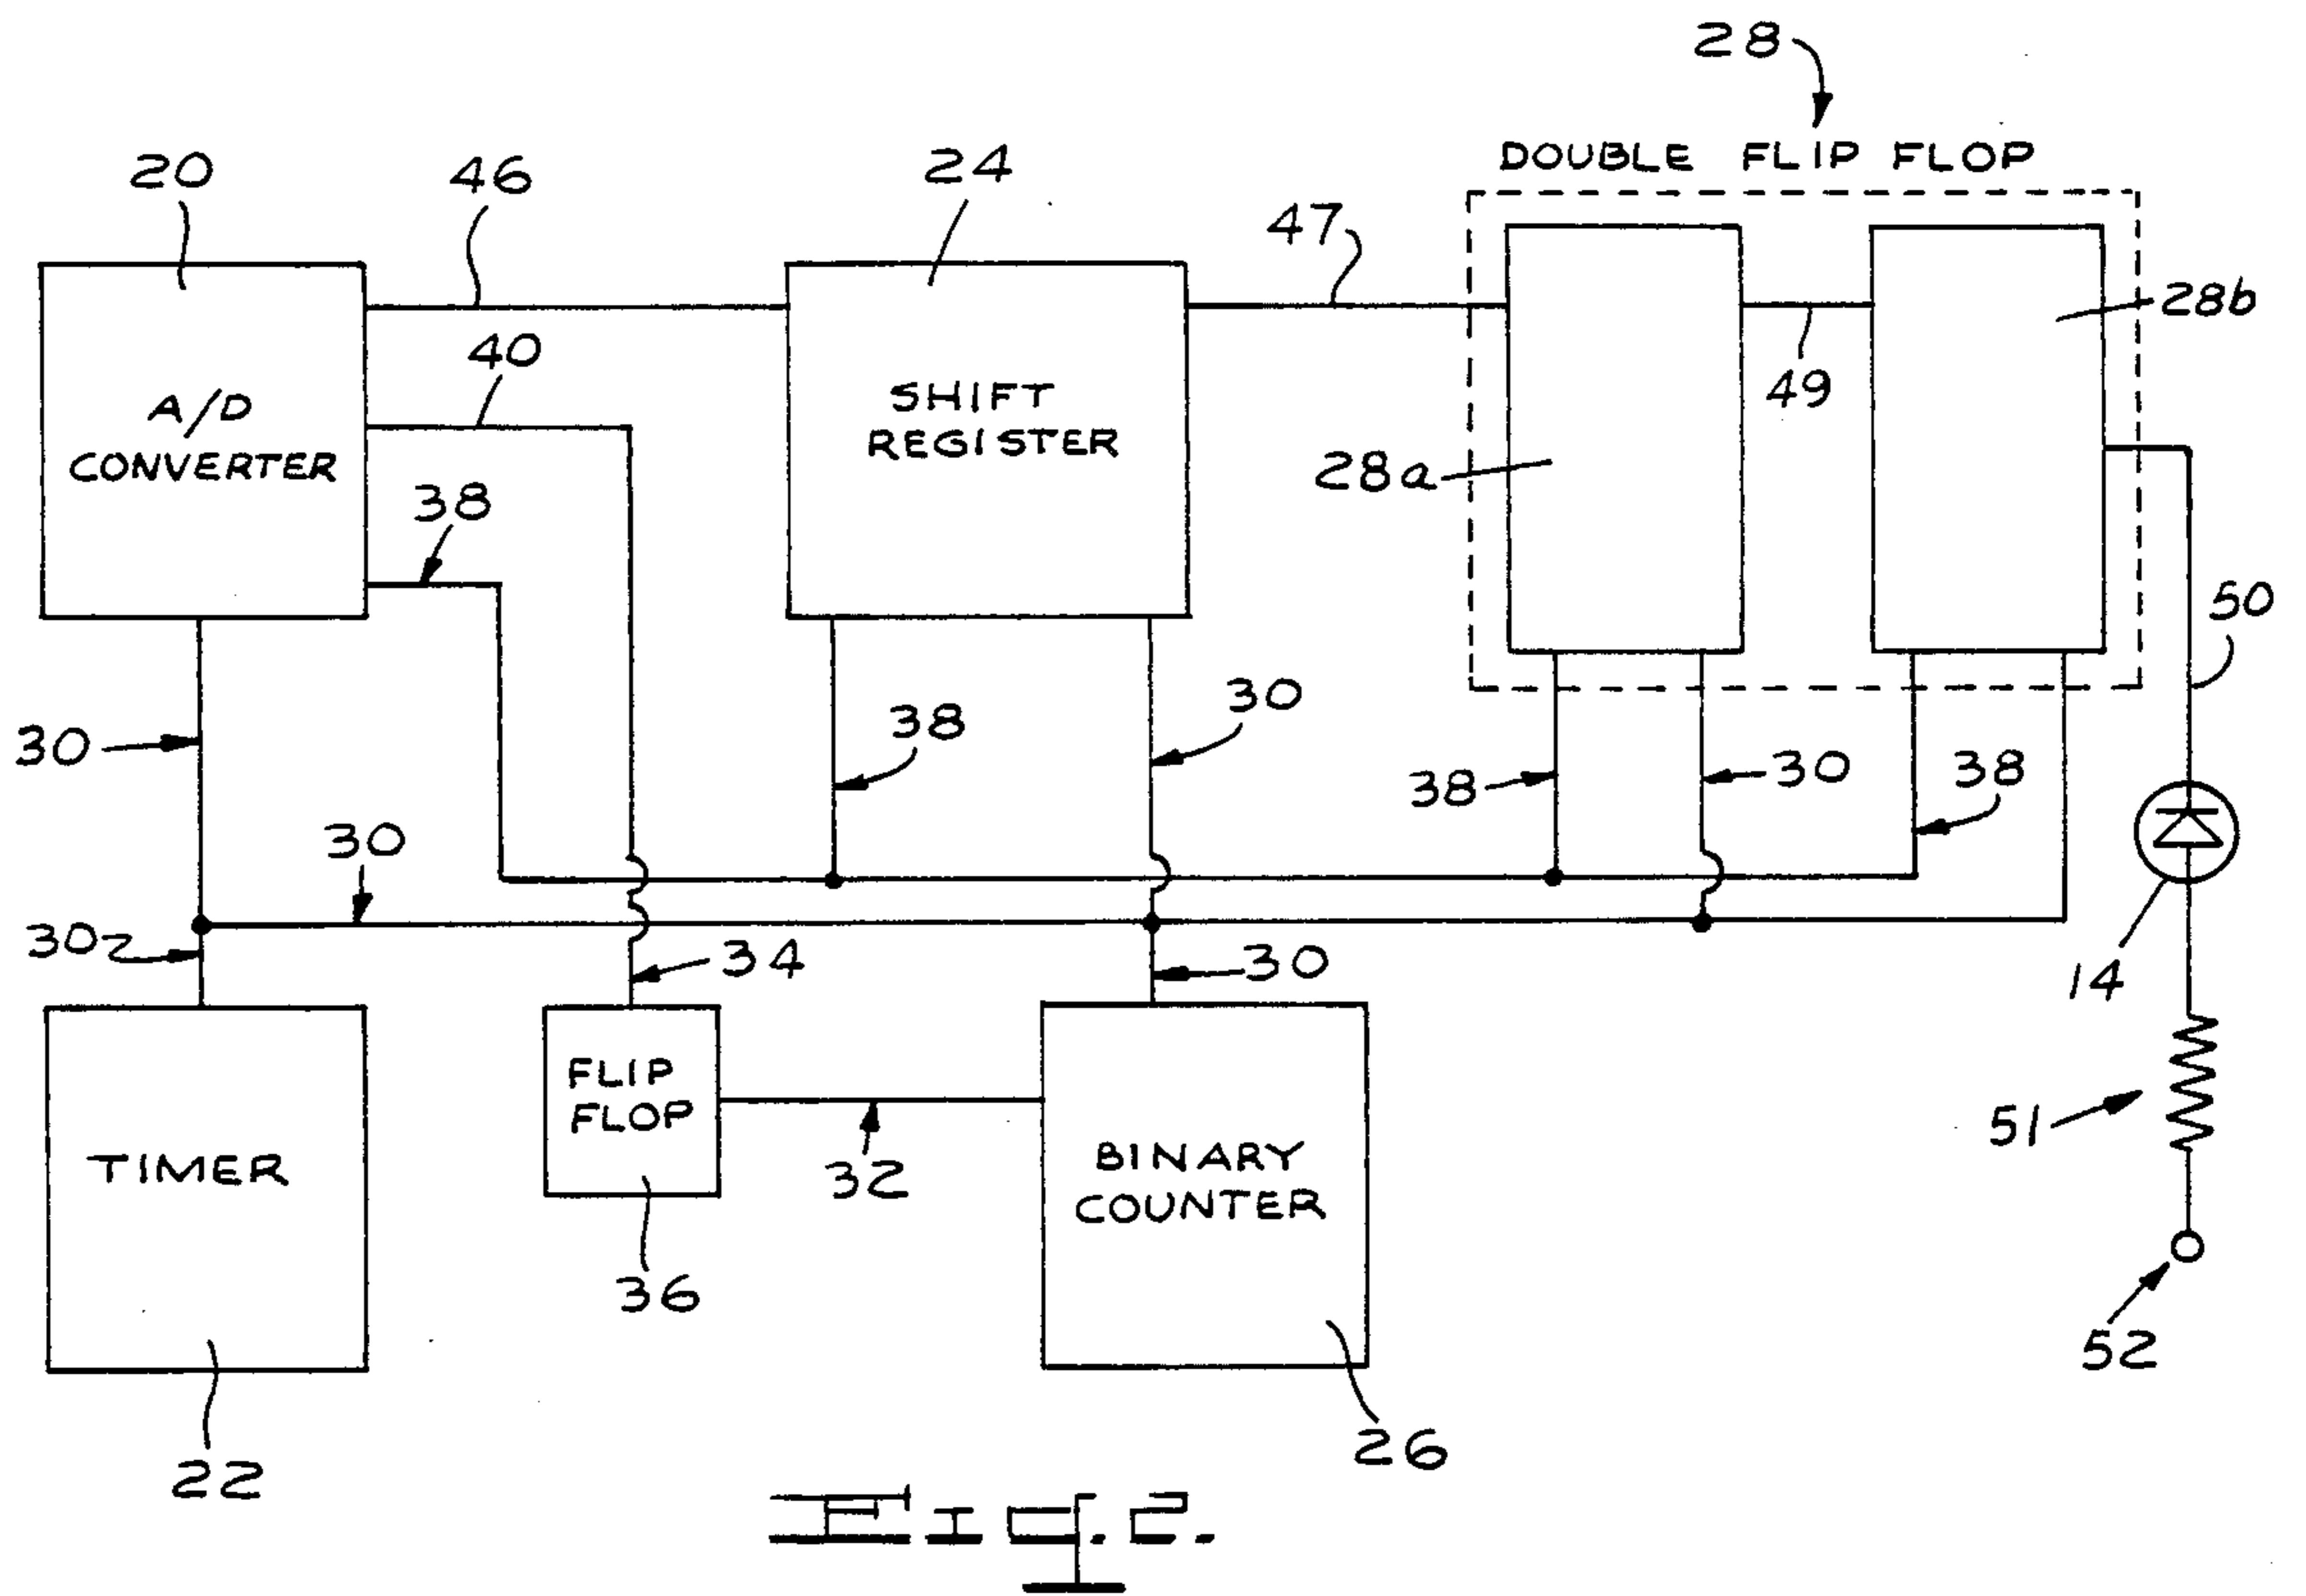 28
DOUBLE FLIP FLOP
20
46
24
47
28b
40
49
A/D
CONVERTER
SHIFT
REGISTER
28a
38
50
30
38
30
38
30
38
30
30
34
30
14
FLIP
FLOP
TIMER
32
BINARY
COUNTER
51
36
52
22
26
Fig. 2.